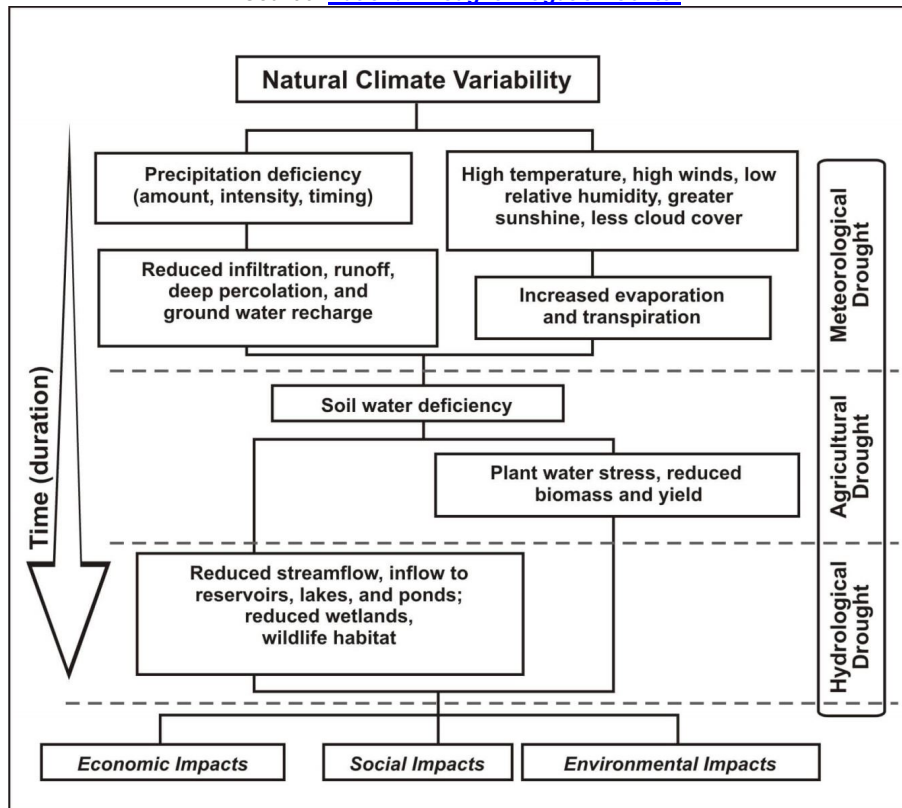 Natural Climate Variability
Precipitation deficiency
(amount, intensity, timing)
High temperature, high winds, low
relative humidity, greater
sunshine, less cloud cover
Reduced infiltration, runoff,
deep percolation, and
ground water recharge
Increased evaporation
and transpiration
Meteorological
Drought
Time (duration)
Soil water deficiency
Plant water stress, reduced
biomass and yield
Agricultural
Drought
Reduced streamflow, inflow to
reservoirs, lakes, and ponds;
reduced wetlands,
wildlife habitat
Hydrological
Drought
Economic Impacts
Social Impacts
Environmental Impacts